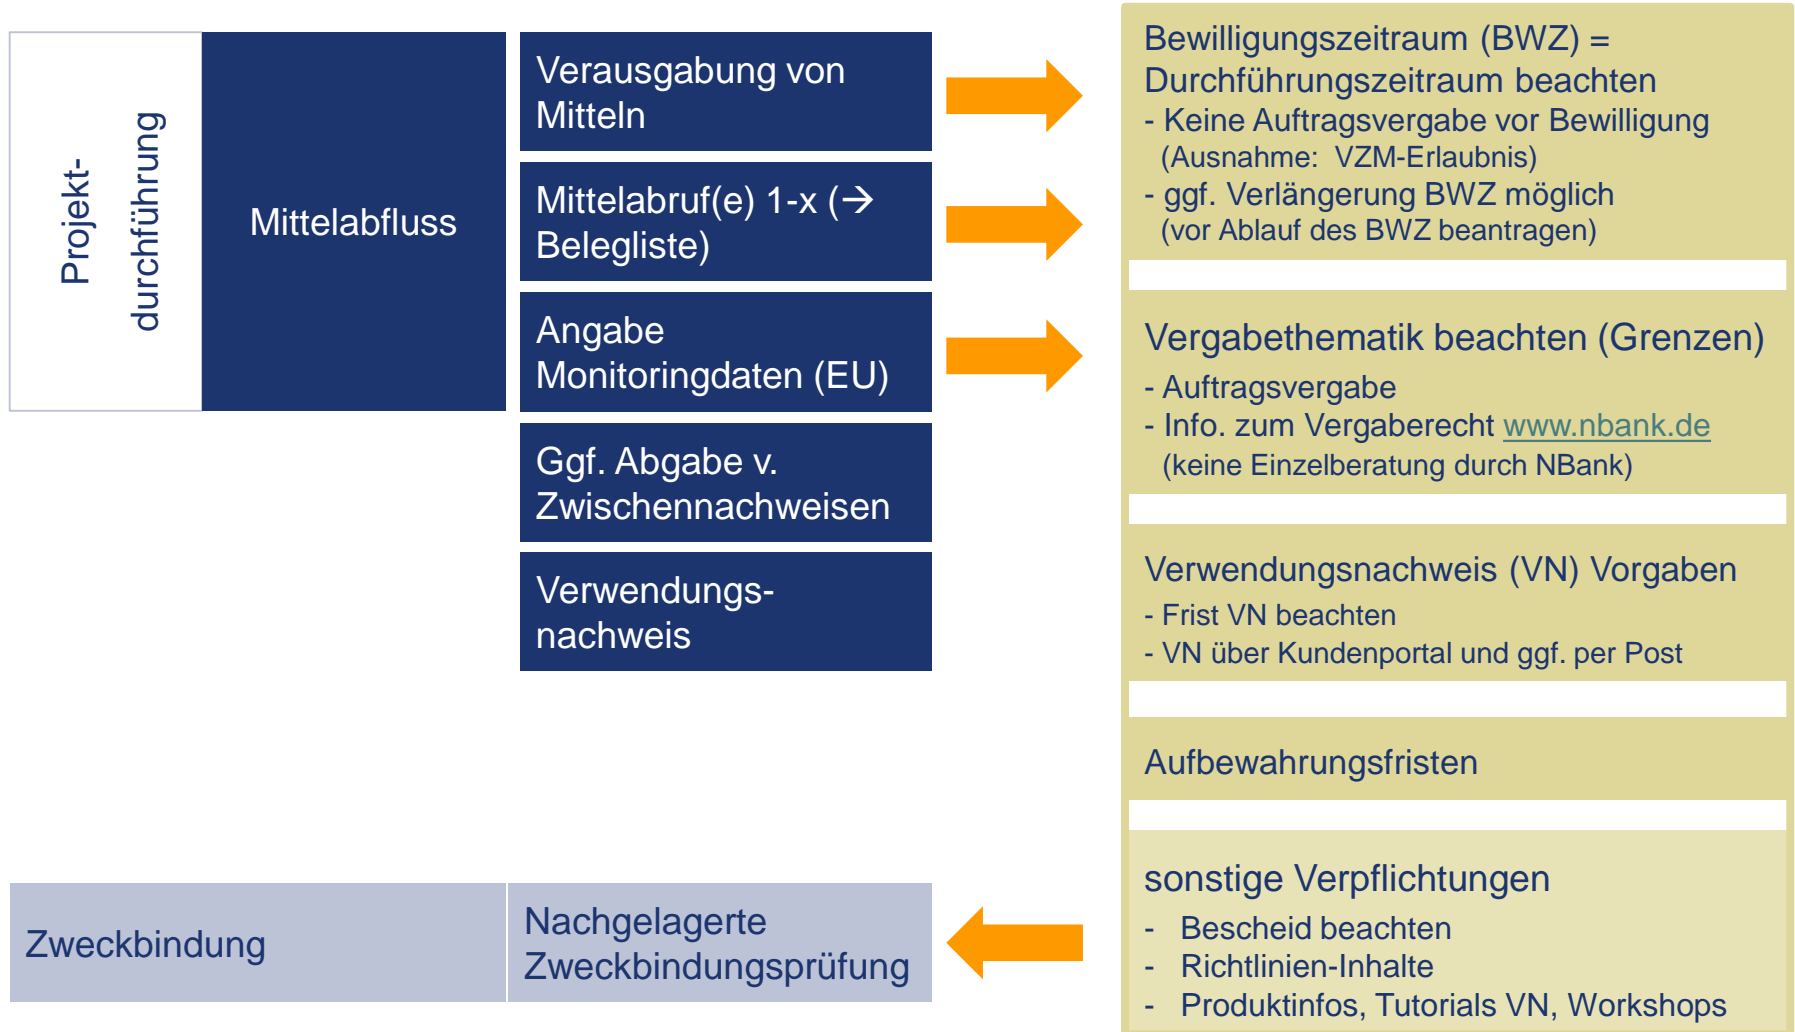 Projekt-
durchführung
Mittelabfluss
Verausgabung von
Mitteln
Mittelabruf(e) 1-x (→
Belegliste)
Angabe
Monitoringdaten (EU)
Ggf. Abgabe v.
Zwischennachweisen
Verwendungs-
nachweis
Bewilligungszeitraum (BWZ) =
Durchführungszeitraum beachten
- Keine Auftragsvergabe vor Bewilligung
(Ausnahme: VZM-Erlaubnis)
- ggf. Verlängerung BWZ möglich
(vor Ablauf des BWZ beantragen)
Vergabethematik beachten (Grenzen)
- Auftragsvergabe
- Info. zum Vergaberecht www.nbank.de
(keine Einzelberatung durch NBank)
Verwendungsnachweis (VN) Vorgaben
- Frist VN beachten
- VN über Kundenportal und ggf. per Post
Aufbewahrungsfristen
sonstige Verpflichtungen
- Bescheid beachten
- Richtlinien-Inhalte
- Produktinfos, Tutorials VN, Workshops
Zweckbindung
Nachgelagerte
Zweckbindungsprüfung